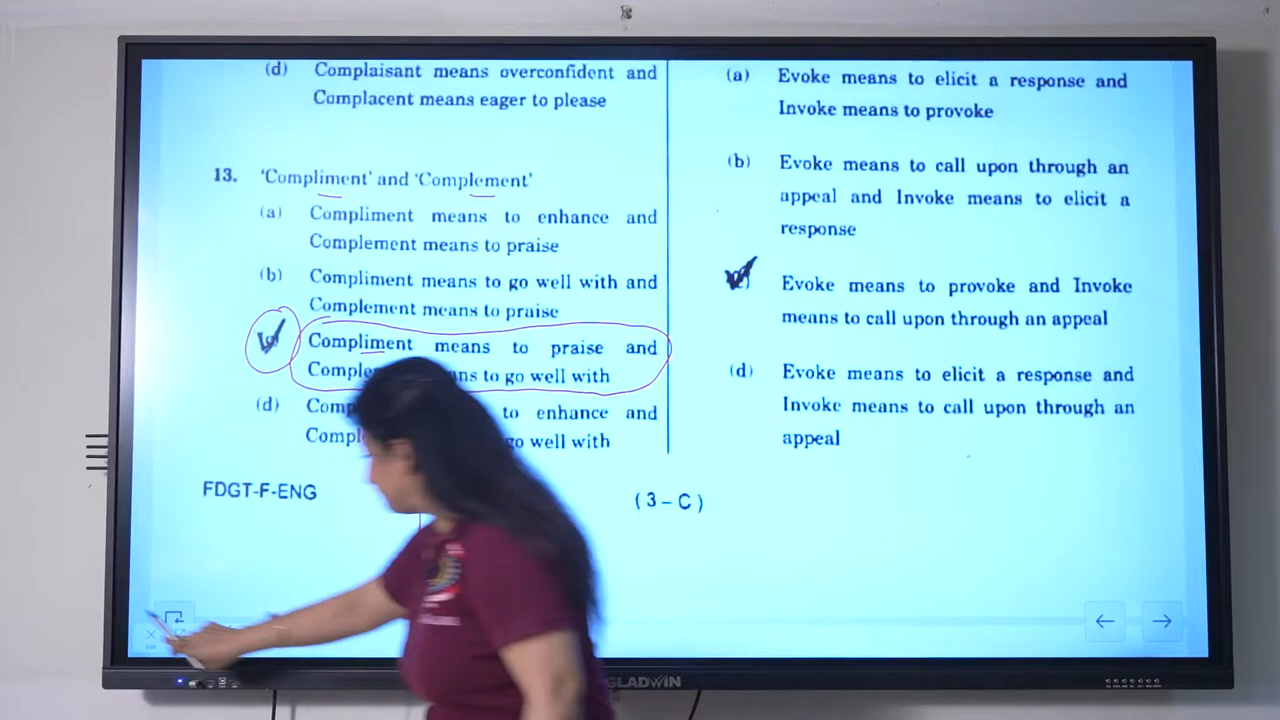 (d) Complaisant means overconfident and
Complacent means eager to please
13. 'Compliment' and 'Complement'
(a) Compliment means to enhance and
Complement means to praise
(b) Compliment means to go well with and
Complement means to praise
Compliment means to praise and
to go well with
(d) to enhance and
go well with
FDGT-F-ENG
(a) Evoke means to elicit a response and
Invoke means to provoke
(b) Evoke means to call upon through an
appeal and Invoke means to elicit a
response
Evoke means to provoke and Invoke
means to call upon through an appeal
(d) Evoke means to elicit a response and
Invoke means to call upon through an
appeal
(3-C)
GLADWIN